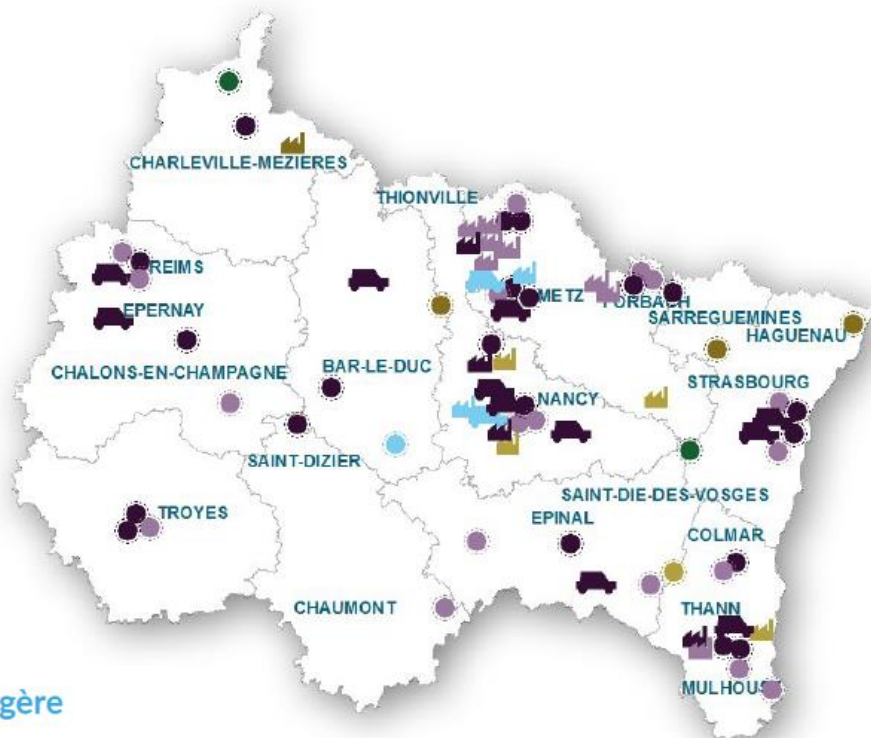 CHARLEVILLE-MEZIERES
THIONVILLE
REIMS
METZ
FORBACH
EPERNAY
SARREGUEMINES
HAGUENAU
CHALONS-EN-CHAMPAGNE
BAR-LE-DUC
STRASBOURG
NANCY
SAINT-DIZIER
SAINT-DIE-DES-VOSGES
TROYES
EPINAL
COLMAR
CHAUMONT
THANN
MULHOUSE
gère